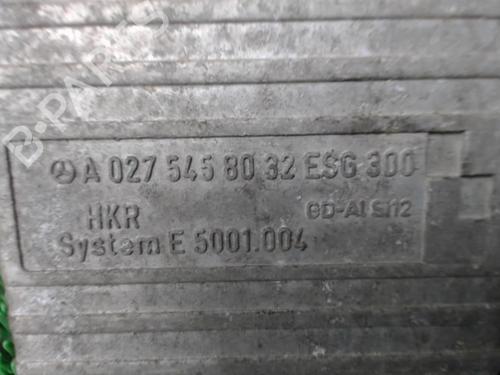 B-PARTS
A 027 545 80 32 ESG 300
HKR GD-AlSi12
System E 5001.004